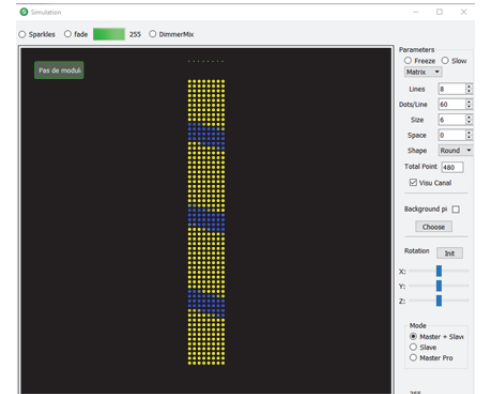 Simulation
Sparkles fade 255 DimmerMix
Pas de moduli
Parameters
Freeze Slow
Matrix
Lines 8
Dots/Line 60
Size 6
Space 0
Shape Round
Total Point 480
Visu Canal
Background pi
Choose
Rotation Init
X:
Y:
Z:
Mode
Master + Slav
Slave
Master Pro
255